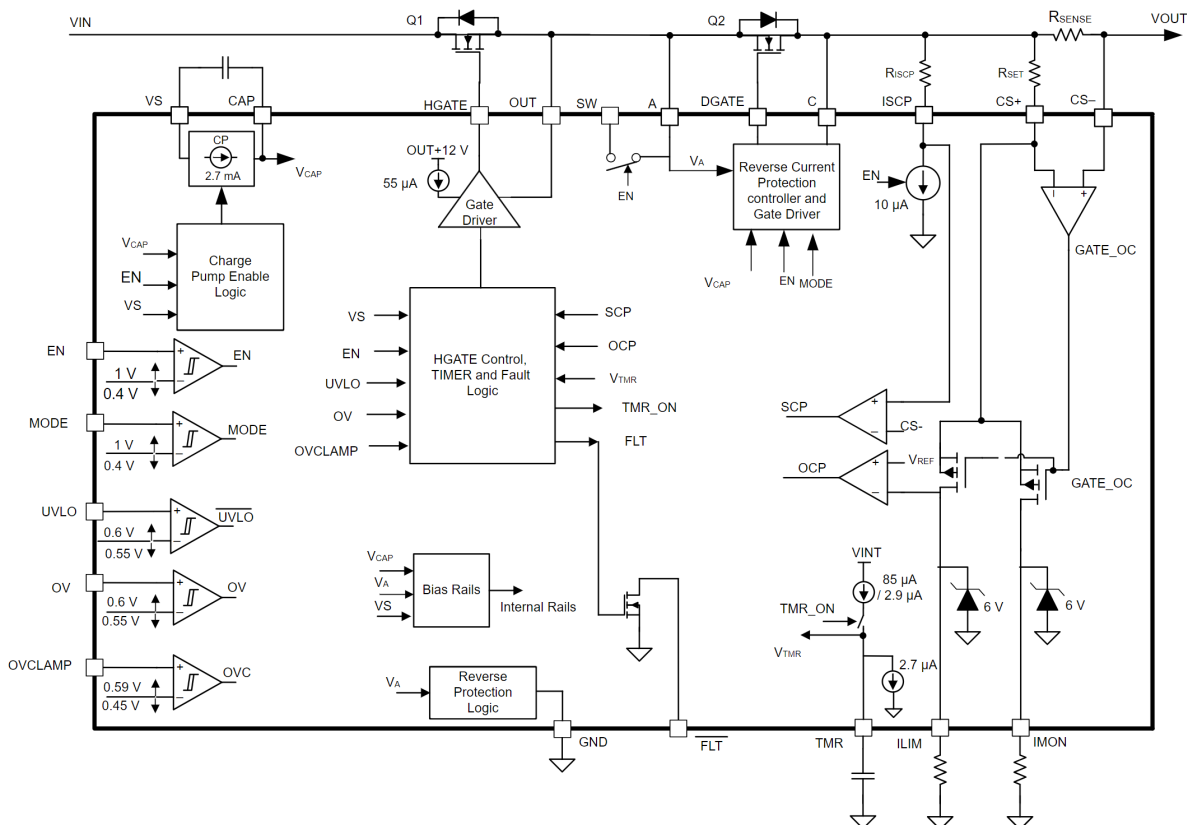 VIN
Q1
Q2
RSENSE
VOUT
RISCP
RSET
VS
CAP
HGATE
OUT
SW
A
DGATE
C
ISCP
CS+
CS–
CP
2.7 mA
VCAP
OUT+12 V
55 µA
Gate
Driver
EN
VA
Reverse Current
Protection
controller and
Gate Driver
EN
10 µA
– +
GATE_OC
VCAP
EN
MODE
VCAP
EN
VS
Charge
Pump Enable
Logic
VS
EN
UVLO
OV
OVCLAMP
HGATE Control,
TIMER and Fault
Logic
SCP
OCP
VTMR
TMR_ON
FLT
EN
+
1 V
–
0.4 V
EN
MODE
+
1 V
–
0.4 V
MODE
UVLO
+
0.6 V
–
0.55 V
UVLO
OV
+
0.6 V
–
0.55 V
OV
OVCLAMP
+
0.59 V
–
0.45 V
OVC
SCP
+
–
CS-
OCP
+
–
VREF
GATE_OC
VCAP
VA
VS
Bias Rails
Internal Rails
VA
Reverse
Protection
Logic
VINT
85 µA
/ 2.9 µA
TMR_ON
VTMR
2.7 µA
6 V
6 V
GND
FLT
TMR
ILIM
IMON